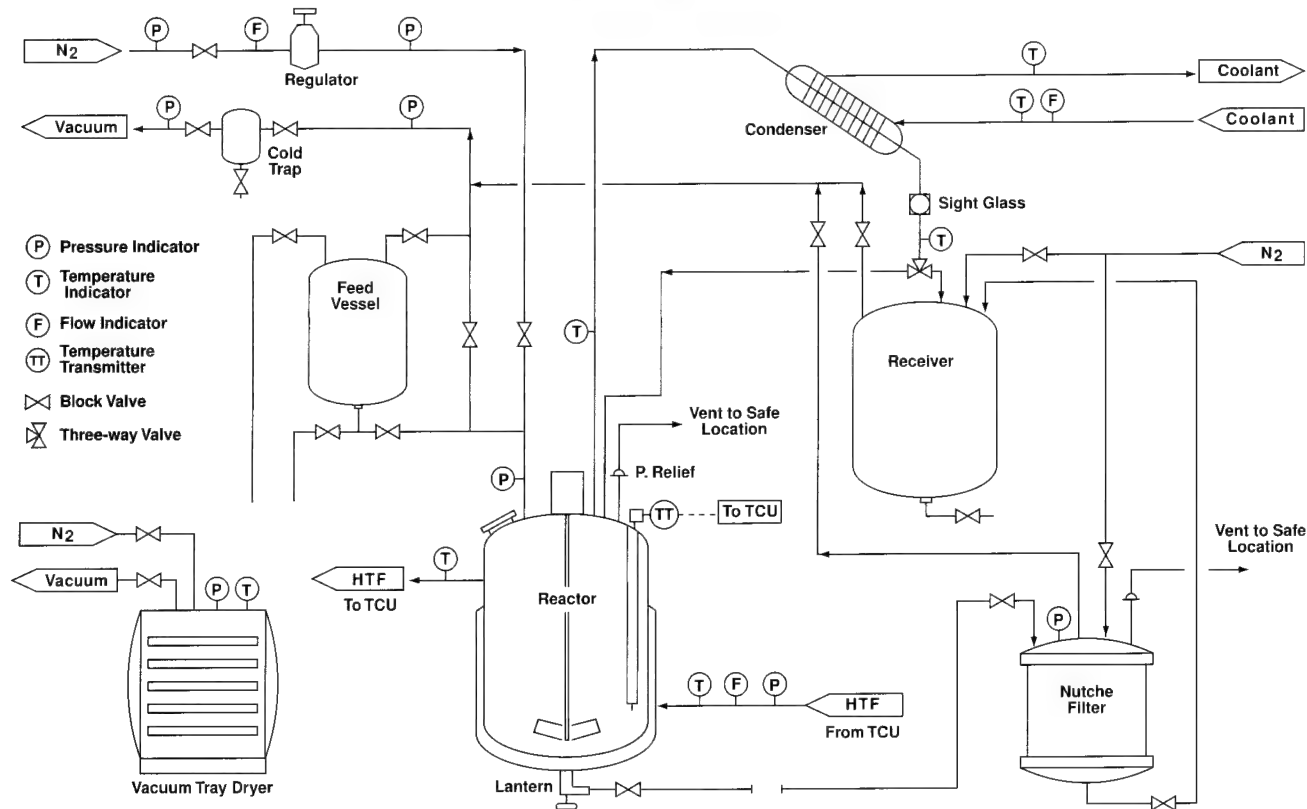 N2
P
F
P
Regulator
T
Coolant
Vacuum
P
P
T
F
Coolant
Condenser
Cold
Trap
Sight Glass
T
N2
P
Pressure Indicator
T
Temperature
Indicator
F
Flow Indicator
TT
Temperature
Transmitter
Block Valve
Three-way Valve
Feed
Vessel
T
Receiver
Vent to Safe
Location
P. Relief
P
TT
To TCU
N2
Vacuum
P
T
T
HTF
To TCU
Reactor
Vent to Safe
Location
P
Nutche
Filter
T
F
P
HTF
From TCU
Vacuum Tray Dryer
Lantern